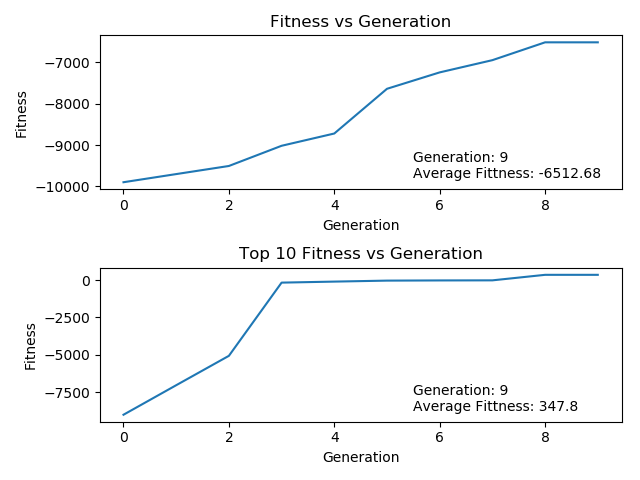 Fitness vs Generation
−7000
−8000
−9000
−10000
Fitness
Generation: 9
Average Fittness: -6512.68
0 2 4 6 8
Generation
Top 10 Fitness vs Generation
0
−2500
−5000
−7500
Fitness
Generation: 9
Average Fittness: 347.8
0 2 4 6 8
Generation